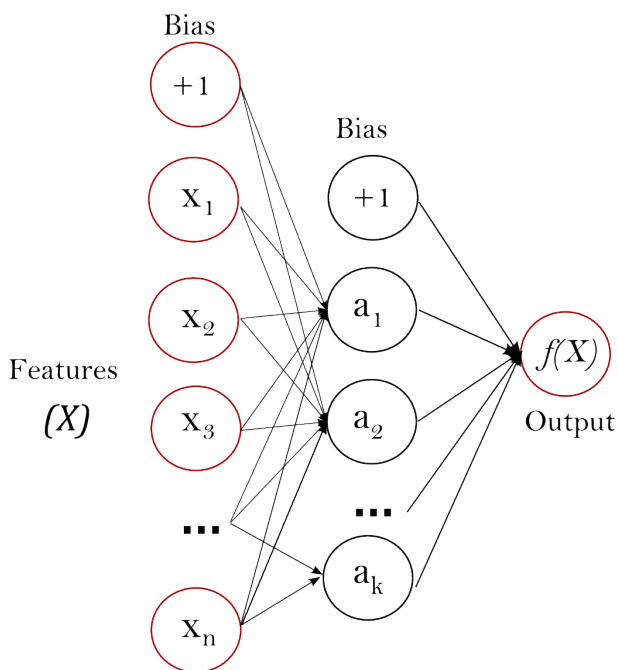 Bias
+1
x₁
x₂
x₃
...
xₙ
Features
(X)
Bias
+1
a₁
a₂
...
aₖ
f(X)
Output